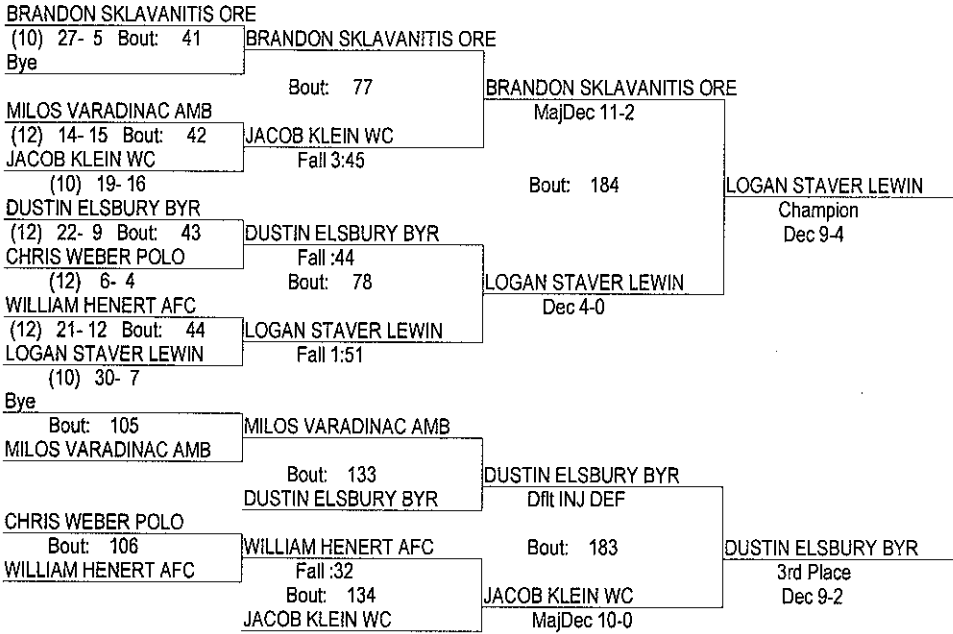 BRANDON SKLAVANITIS ORE
(10) 27- 5 Bout: 41
BRANDON SKLAVANITIS ORE
Bye
Bout: 77
BRANDON SKLAVANITIS ORE
MajDec 11-2
MILOS VARADINAC AMB
(12) 14- 15 Bout: 42
JACOB KLEIN WC
JACOB KLEIN WC
Fall 3:45
(10) 19- 16
Bout: 184
LOGAN STAVER LEWIN
Champion
Dec 9-4
DUSTIN ELSBURY BYR
(12) 22- 9 Bout: 43
DUSTIN ELSBURY BYR
CHRIS WEBER POLO
Fall :44
(12) 6- 4
Bout: 78
LOGAN STAVER LEWIN
Dec 4-0
WILLIAM HENERT AFC
(12) 21- 12 Bout: 44
LOGAN STAVER LEWIN
LOGAN STAVER LEWIN
Fall 1:51
(10) 30- 7
Bye
Bout: 105
MILOS VARADINAC AMB
MILOS VARADINAC AMB
Bout: 133
DUSTIN ELSBURY BYR
DUSTIN ELSBURY BYR
Dflt INJ DEF
CHRIS WEBER POLO
Bout: 106
WILLIAM HENERT AFC
Bout: 183
DUSTIN ELSBURY BYR
WILLIAM HENERT AFC
Fall :32
3rd Place
Bout: 134
JACOB KLEIN WC
Dec 9-2
JACOB KLEIN WC
MajDec 10-0